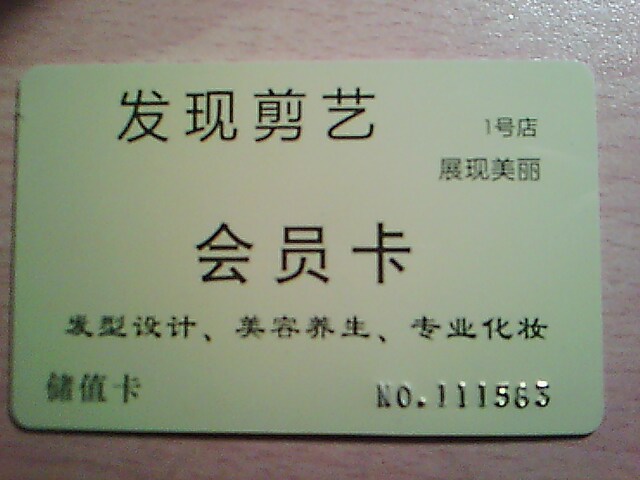 发现剪艺
1号店
展现美丽
会员卡
发型设计、美容养生、专业化妆
储值卡
NO.111563